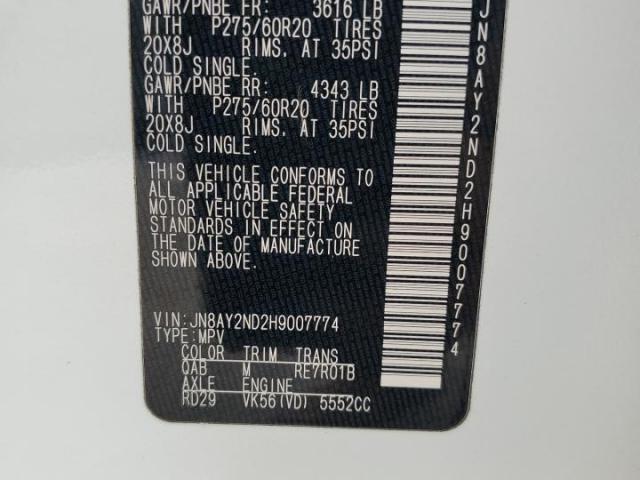 GAWR/PNBE FR: 3616 LB
WITH P275/60R20 TIRES
20X8J RIMS, AT 35PSI
COLD SINGLE.
GAWR/PNBE RR: 4343 LB
WITH P275/60R20 TIRES
20X8J RIMS, AT 35PSI
COLD SINGLE.
THIS VEHICLE CONFORMS TO
ALL APPLICABLE FEDERAL
MOTOR VEHICLE SAFETY
STANDARDS IN EFFECT ON
THE DATE OF MANUFACTURE
SHOWN ABOVE.
VIN: JN8AY2ND2H9007774
TYPE: MPV
COLOR TRIM TRANS
QAB M RE7R01B
AXLE ENGINE
RD29 VK56(VD) 5552CC
JN8AY2ND2H9007774